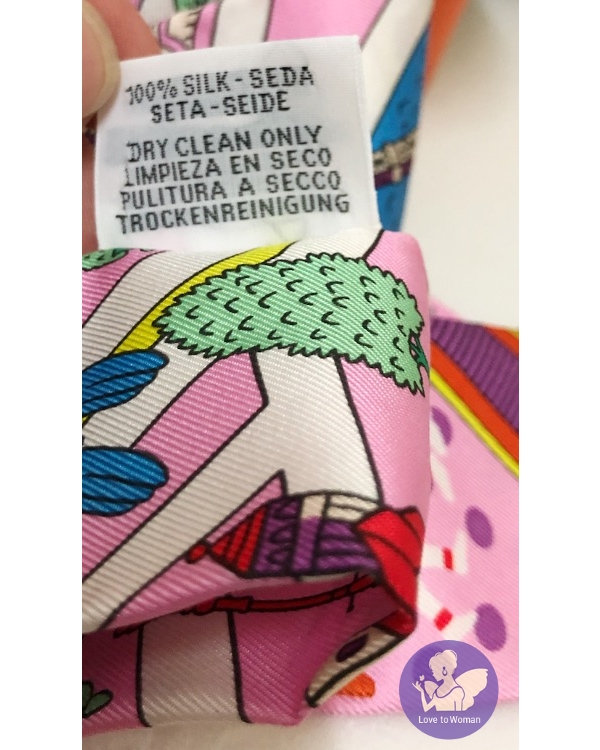 100% SILK - SEDA
SETA - SEIDE
DRY CLEAN ONLY
LIMPIEZA EN SECO
PULITURA A SECCO
TROCKENREINIGUNG
Love to Woman